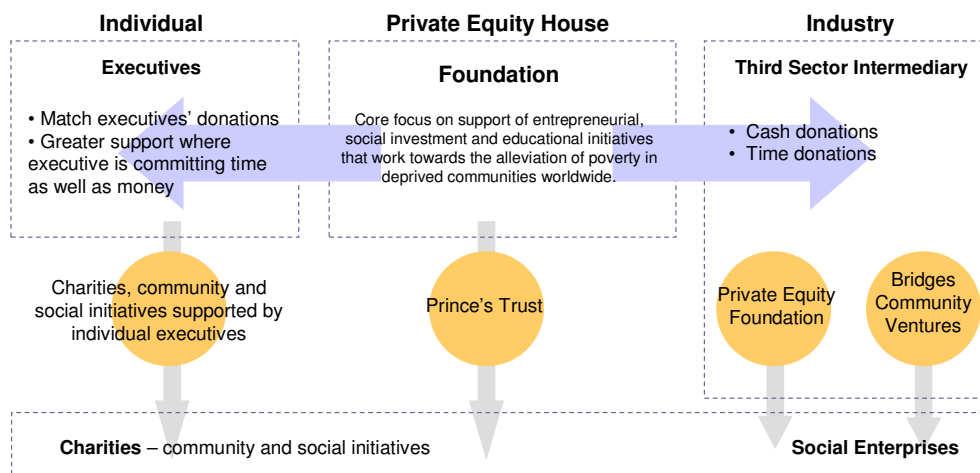 Individual
Private Equity House
Industry
Executives
• Match executives' donations
• Greater support where
executive is committing time
as well as money
Foundation
Core focus on support of entrepreneurial,
social investment and educational initiatives
that work towards the alleviation of poverty in
deprived communities worldwide.
Third Sector Intermediary
• Cash donations
• Time donations
Charities, community and
social initiatives supported by
individual executives
Prince's Trust
Private Equity
Foundation
Bridges
Community
Ventures
Charities – community and social initiatives
Social Enterprises